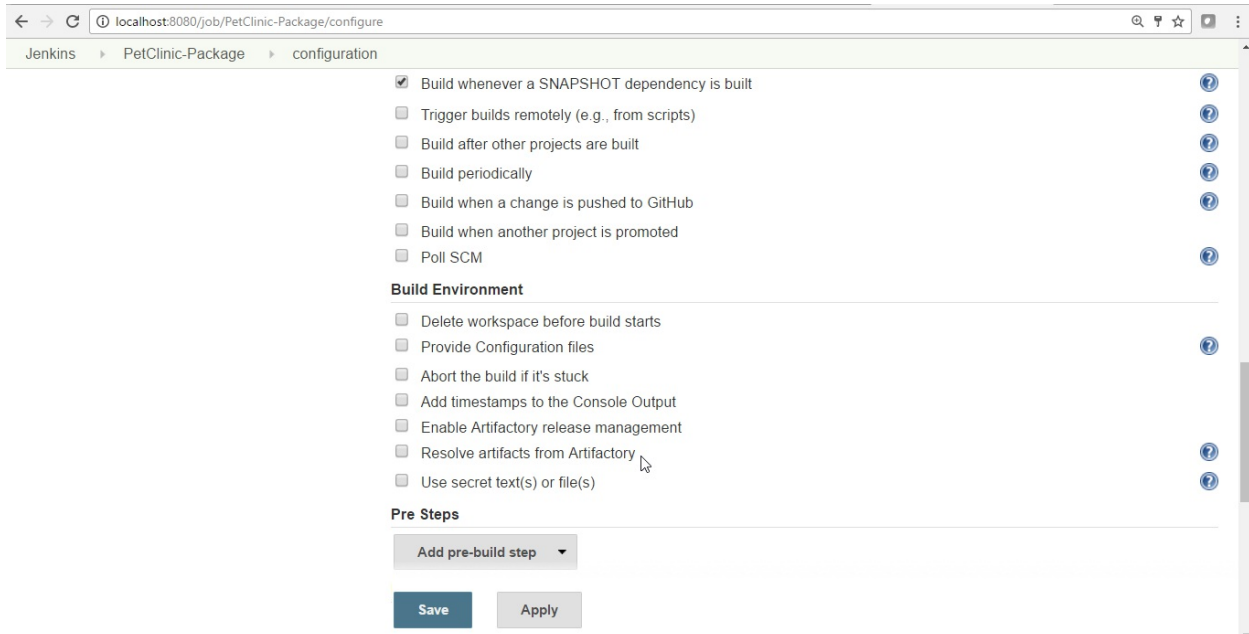 localhost:8080/job/PetClinic-Package/configure
Jenkins PetClinic-Package configuration
Build whenever a SNAPSHOT dependency is built
Trigger builds remotely (e.g., from scripts)
Build after other projects are built
Build periodically
Build when a change is pushed to GitHub
Build when another project is promoted
Poll SCM
Build Environment
Delete workspace before build starts
Provide Configuration files
Abort the build if it's stuck
Add timestamps to the Console Output
Enable Artifactory release management
Resolve artifacts from Artifactory
Use secret text(s) or file(s)
Pre Steps
Add pre-build step
Save Apply